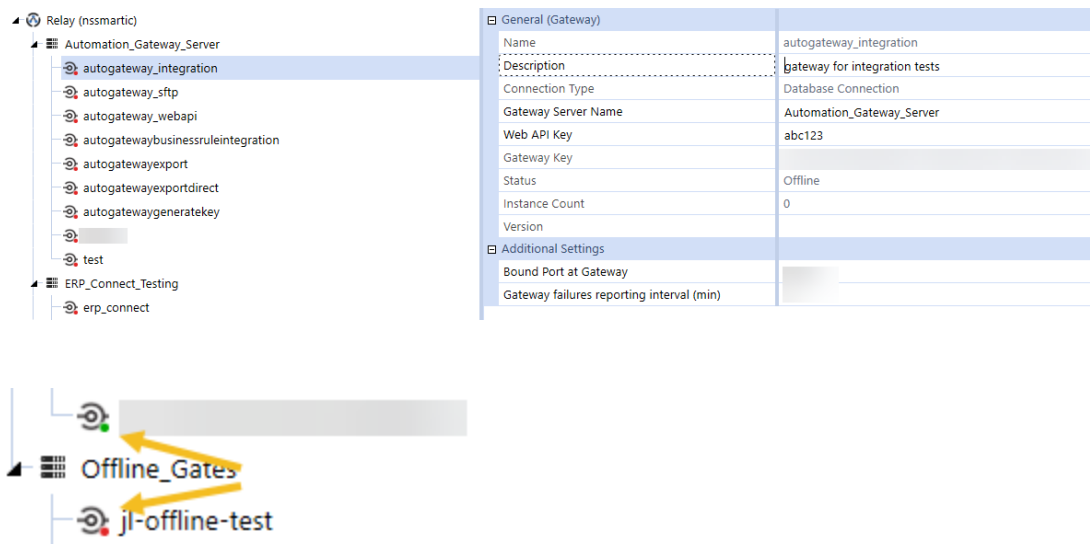 Relay (nssmartic)
Automation_Gateway_Server
autogateway_integration
autogateway_sftp
autogateway_webapi
autogatewaybusinessruleintegration
autogatewayexport
autogatewayexportdirect
autogatewaygeneratekey
test
ERP_Connect_Testing
erp_connect
General (Gateway)
Name autogateway_integration
Description gateway for integration tests
Connection Type Database Connection
Gateway Server Name Automation_Gateway_Server
Web API Key abc123
Gateway Key
Status Offline
Instance Count 0
Version
Additional Settings
Bound Port at Gateway
Gateway failures reporting interval (min)
Offline_Gates
jl-offline-test